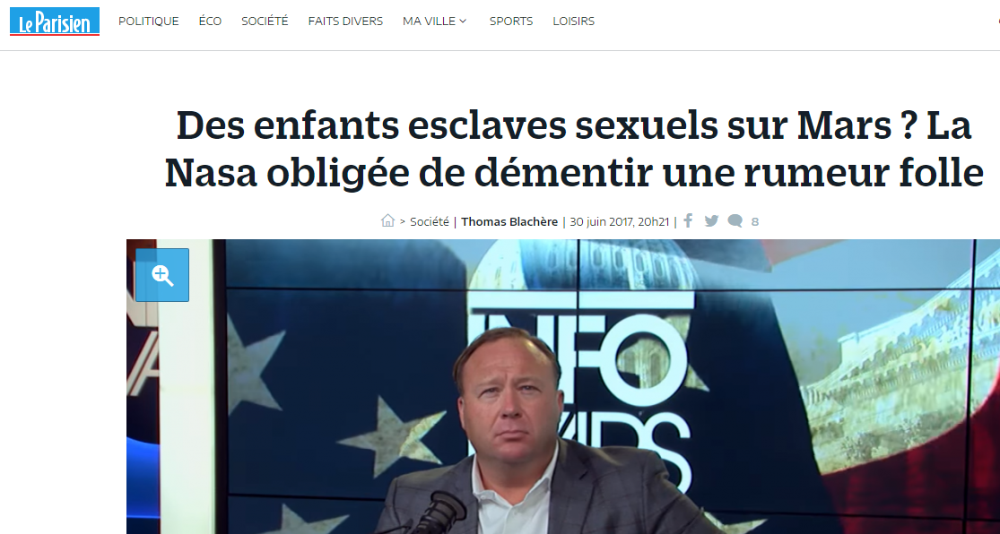 Le Parisien
POLITIQUE ÉCO SOCIÉTÉ FAITS DIVERS MA VILLE SPORTS LOISIRS
Des enfants esclaves sexuels sur Mars ? La
Nasa obligée de démentir une rumeur folle
> Société | Thomas Blachère | 30 juin 2017, 20h21 | 8
INFO